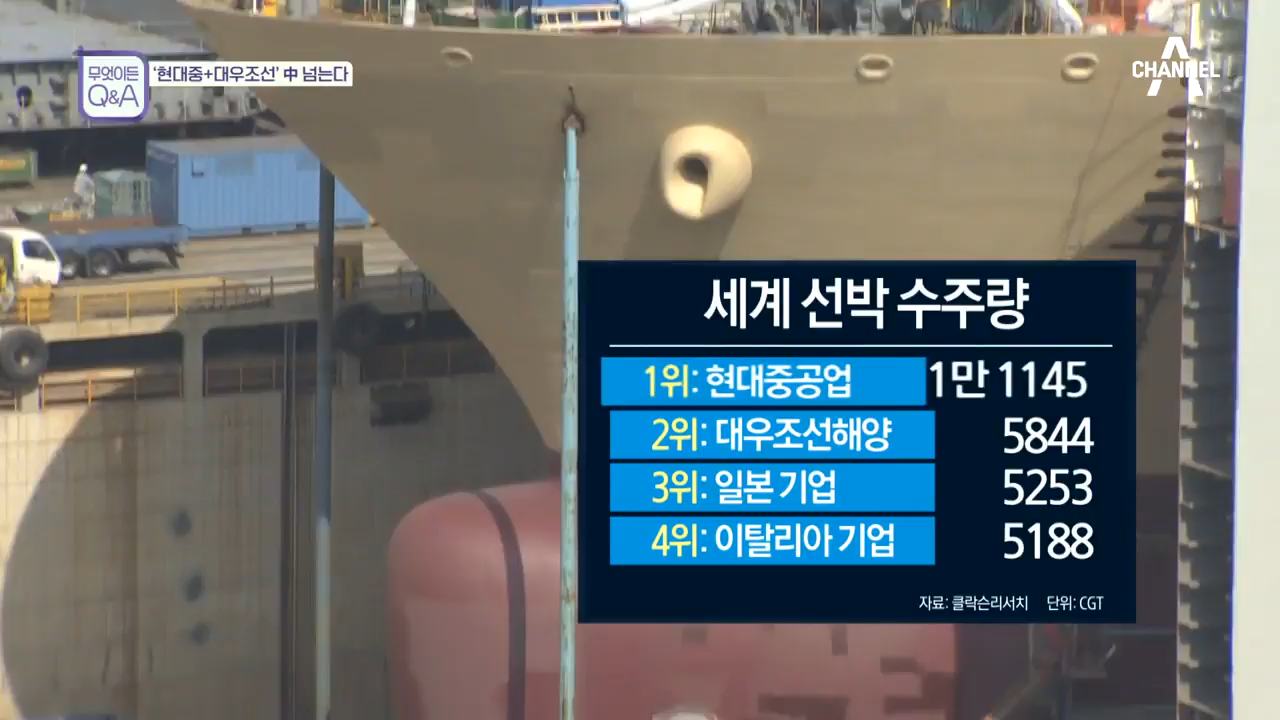 무엇이든
Q&A
'현대중+대우조선' 中 넘는다
CHANNEL A
세계 선박 수주량
1위: 현대중공업 1만 1145
2위: 대우조선해양 5844
3위: 일본 기업 5253
4위: 이탈리아 기업 5188
자료: 클락슨리서치 단위: CGT